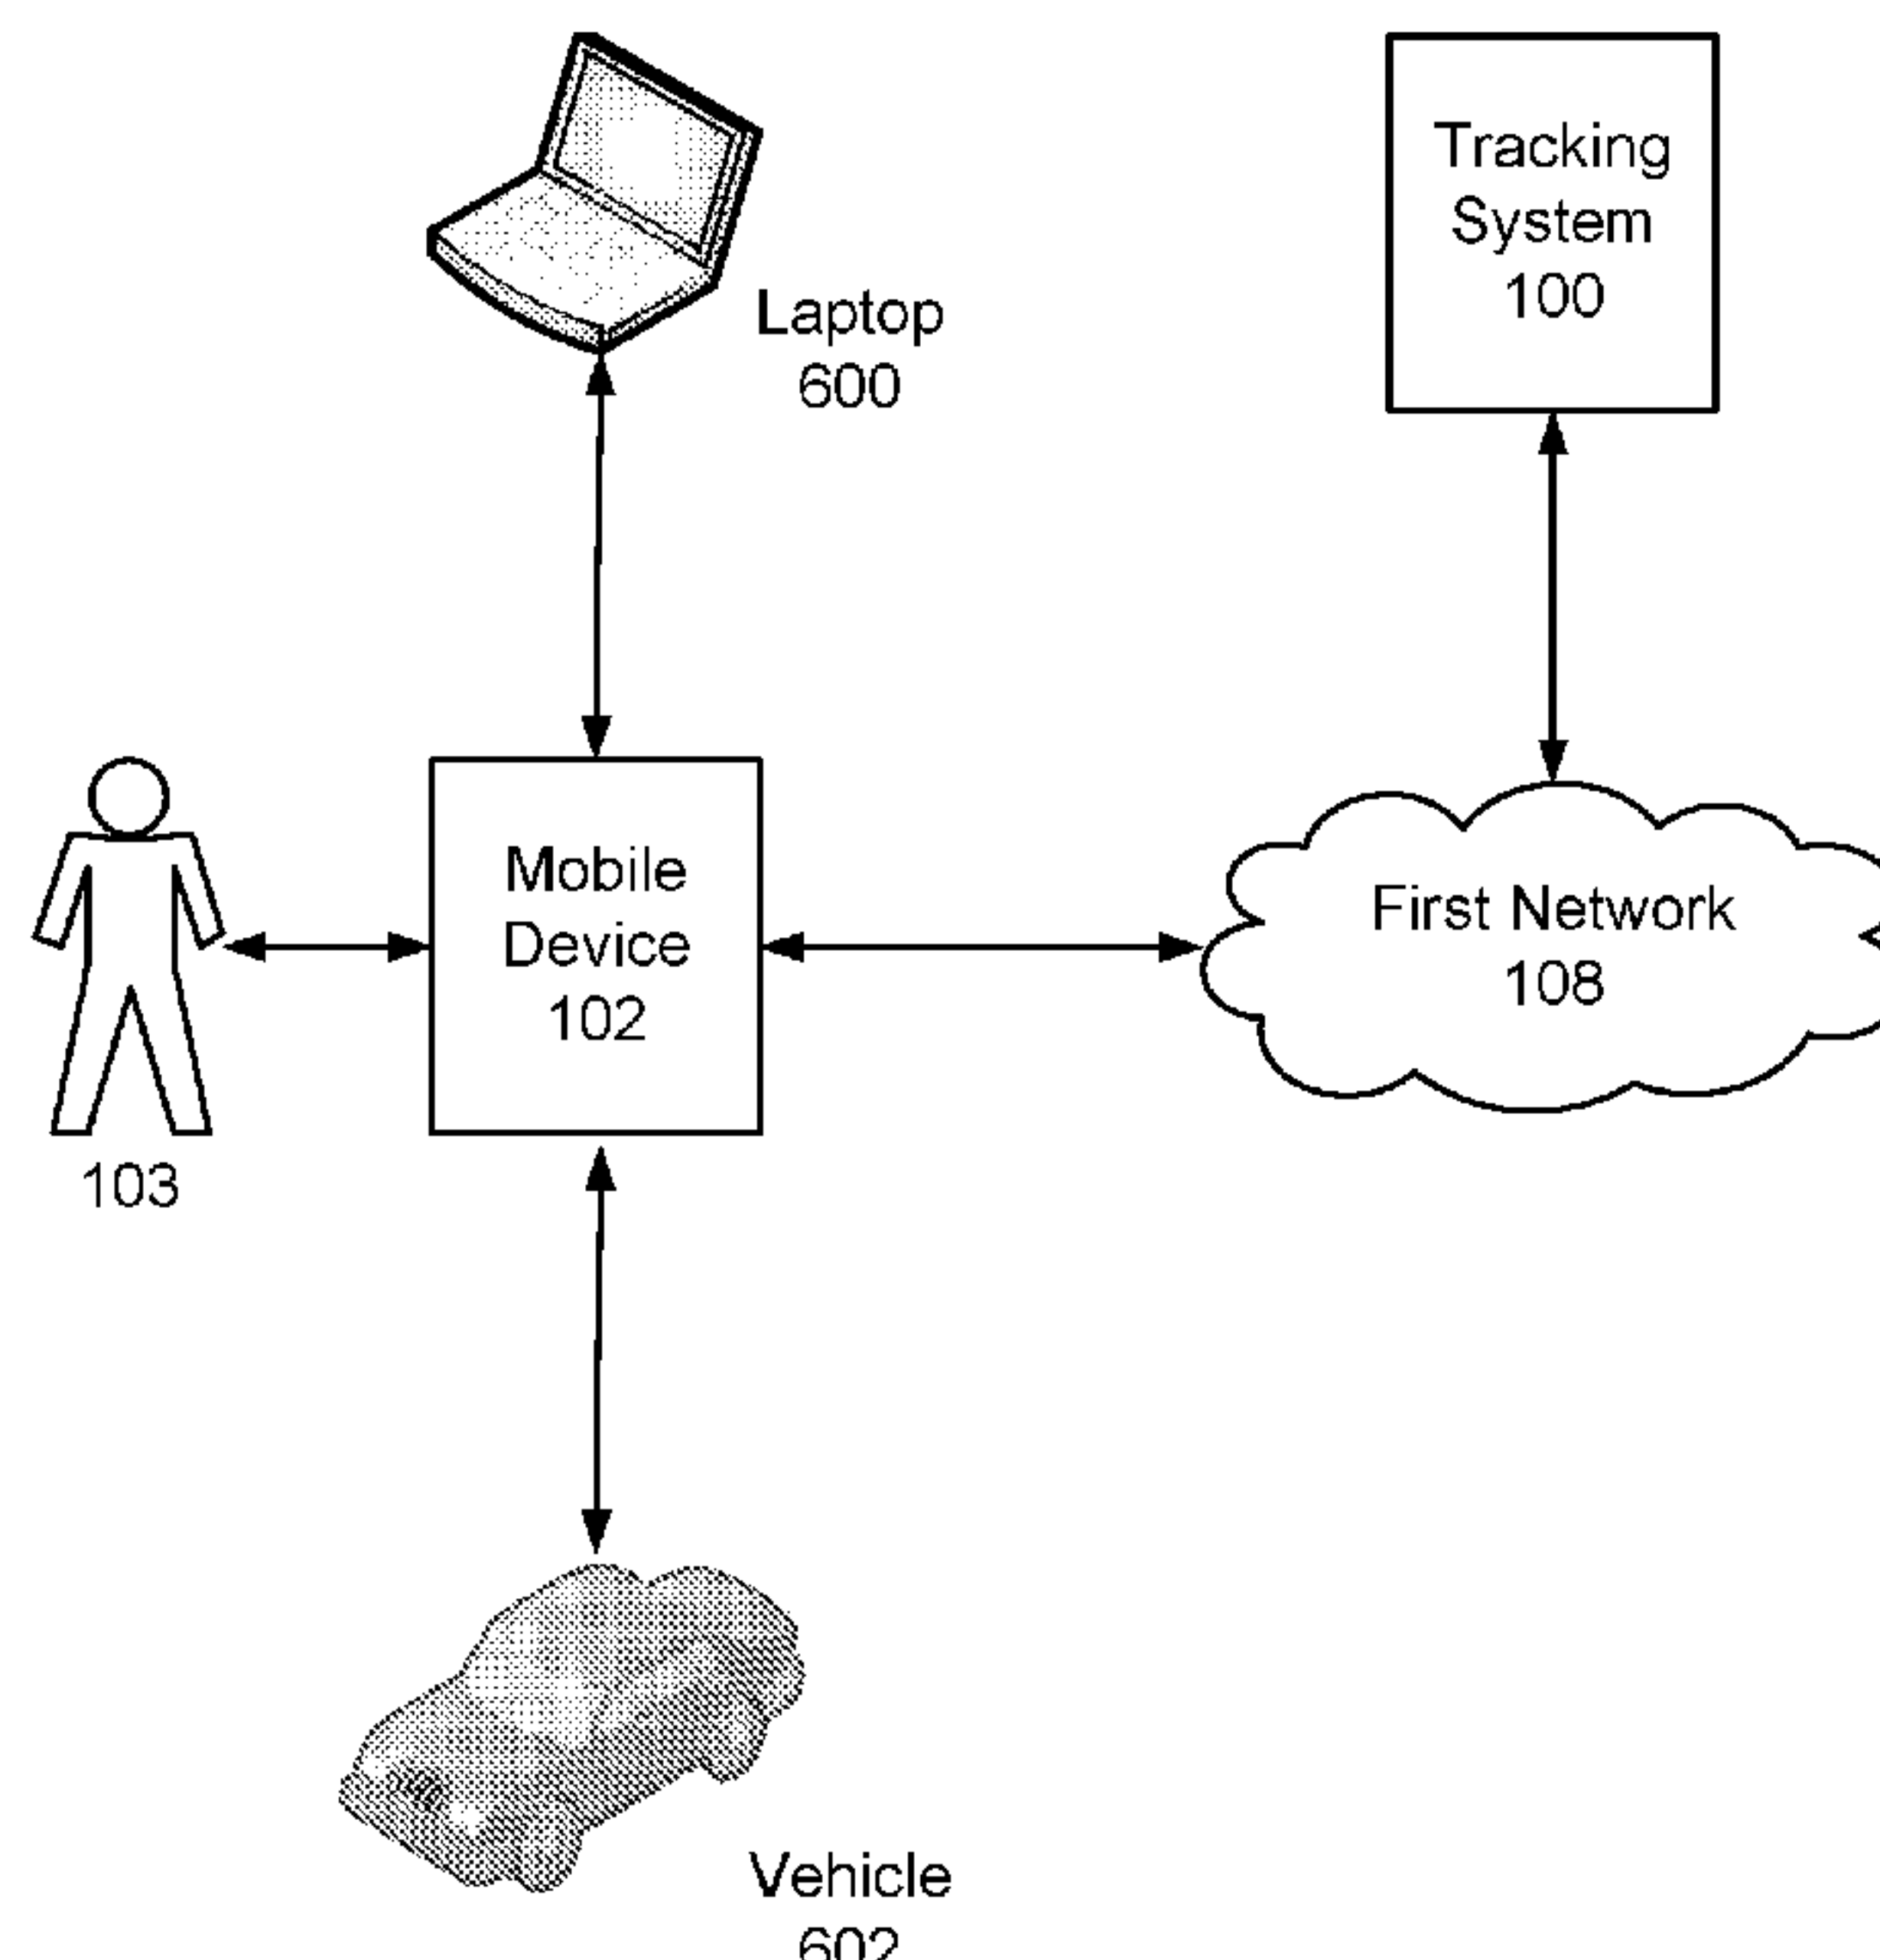 Laptop
600
Tracking
System
100
Mobile
Device
102
First Network
108
103
Vehicle
602